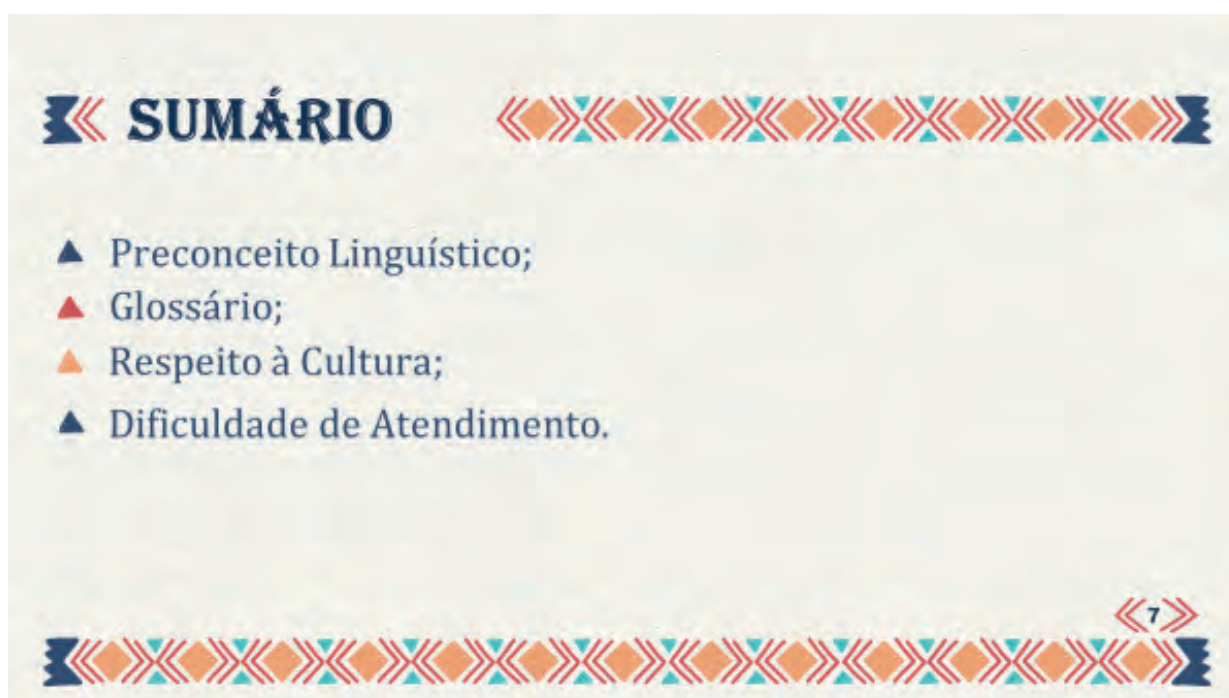 SUMÁRIO
Preconceito Linguístico;
Glossário;
Respeito à Cultura;
Dificuldade de Atendimento.
7